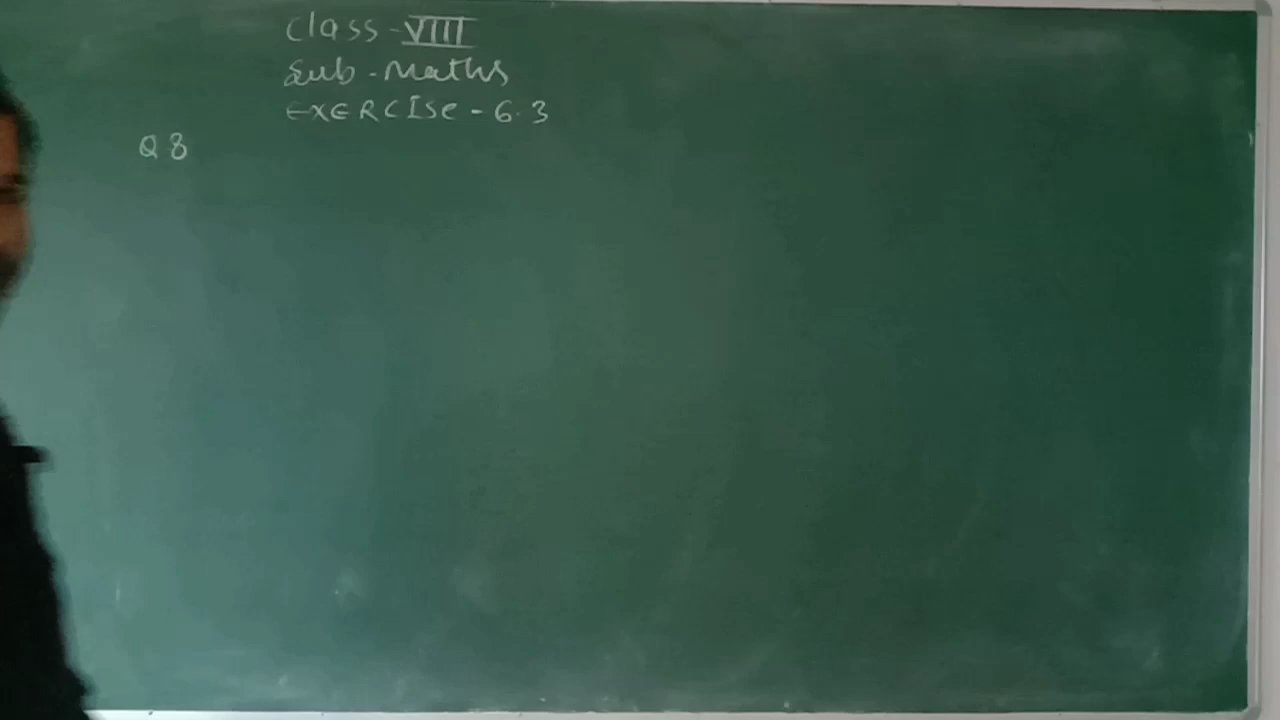 Class - VIII
Sub - Maths
EXERCISE - 6.3
Q 8